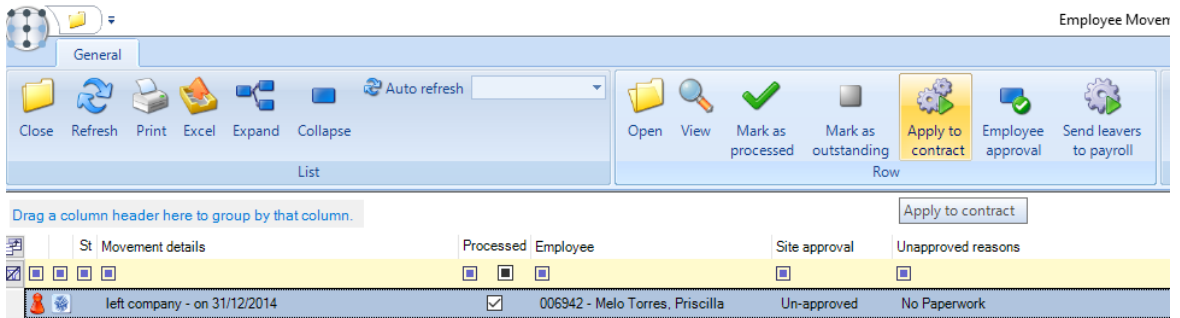 Employee Movem
General
Auto refresh
Close Refresh Print Excel Expand Collapse
Open View Mark as processed Mark as outstanding Apply to contract Employee approval Send leavers to payroll
List Row
Drag a column header here to group by that column.
Apply to contract
St Movement details Processed Employee Site approval Unapproved reasons
left company - on 31/12/2014 006942 - Melo Torres, Priscilla Un-approved No Paperwork